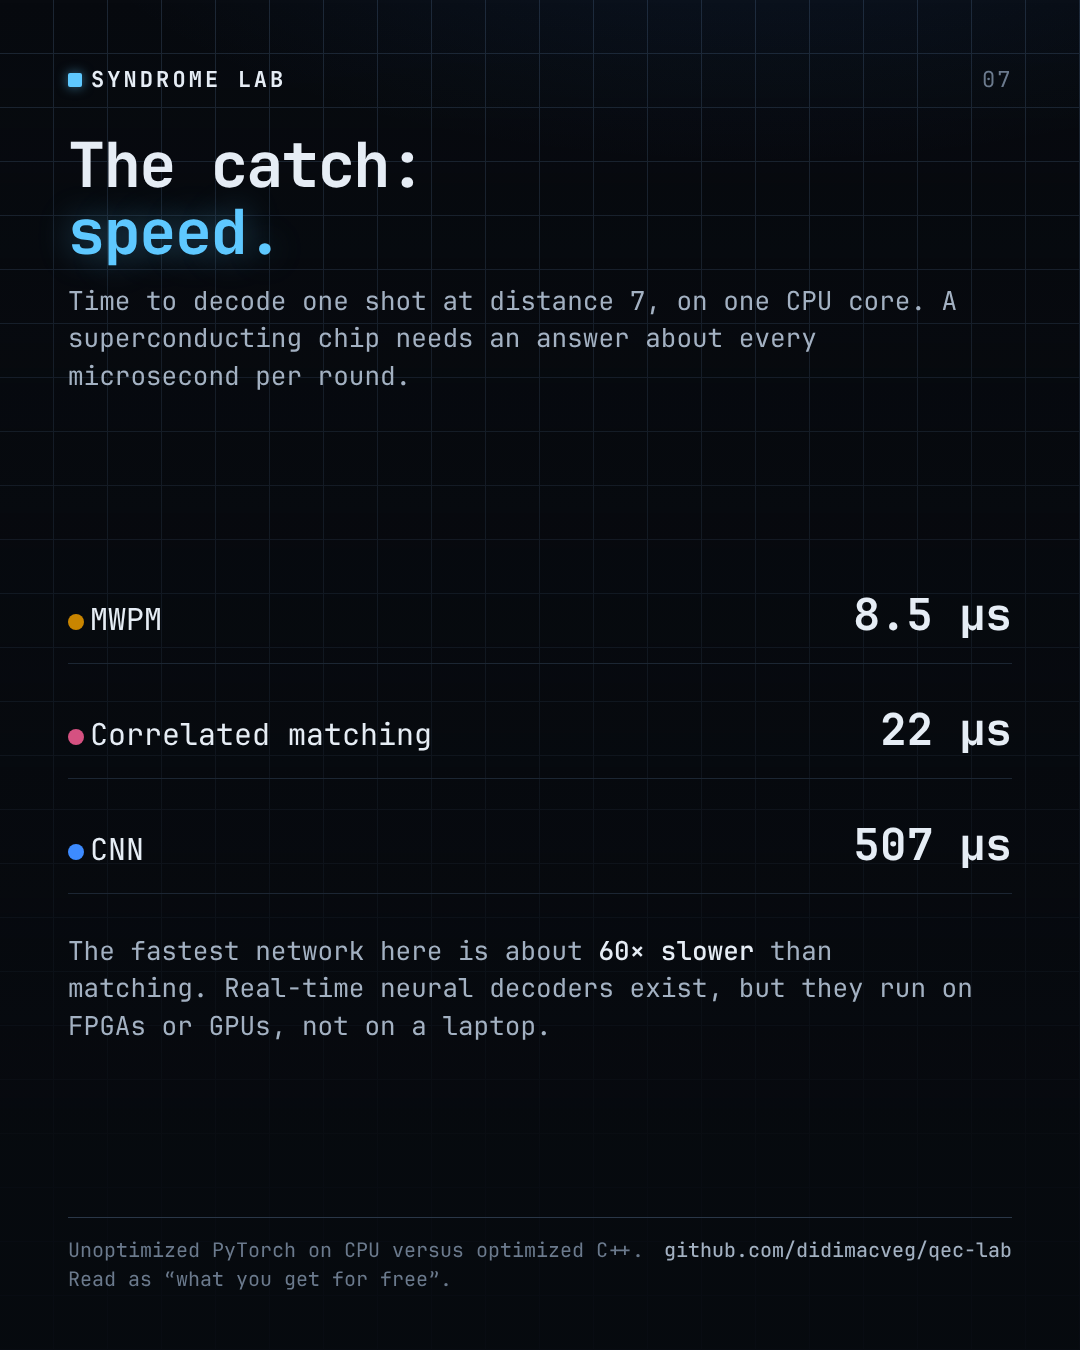 SYNDROME LAB
07
The catch:
speed.
Time to decode one shot at distance 7, on one CPU core. A
superconducting chip needs an answer about every
microsecond per round.
MWPM 8.5 µs
Correlated matching 22 µs
CNN 507 µs
The fastest network here is about 60× slower than
matching. Real-time neural decoders exist, but they run on
FPGAs or GPUs, not on a laptop.
Unoptimized PyTorch on CPU versus optimized C++.
Read as “what you get for free”.
github.com/didimacveg/qec-lab